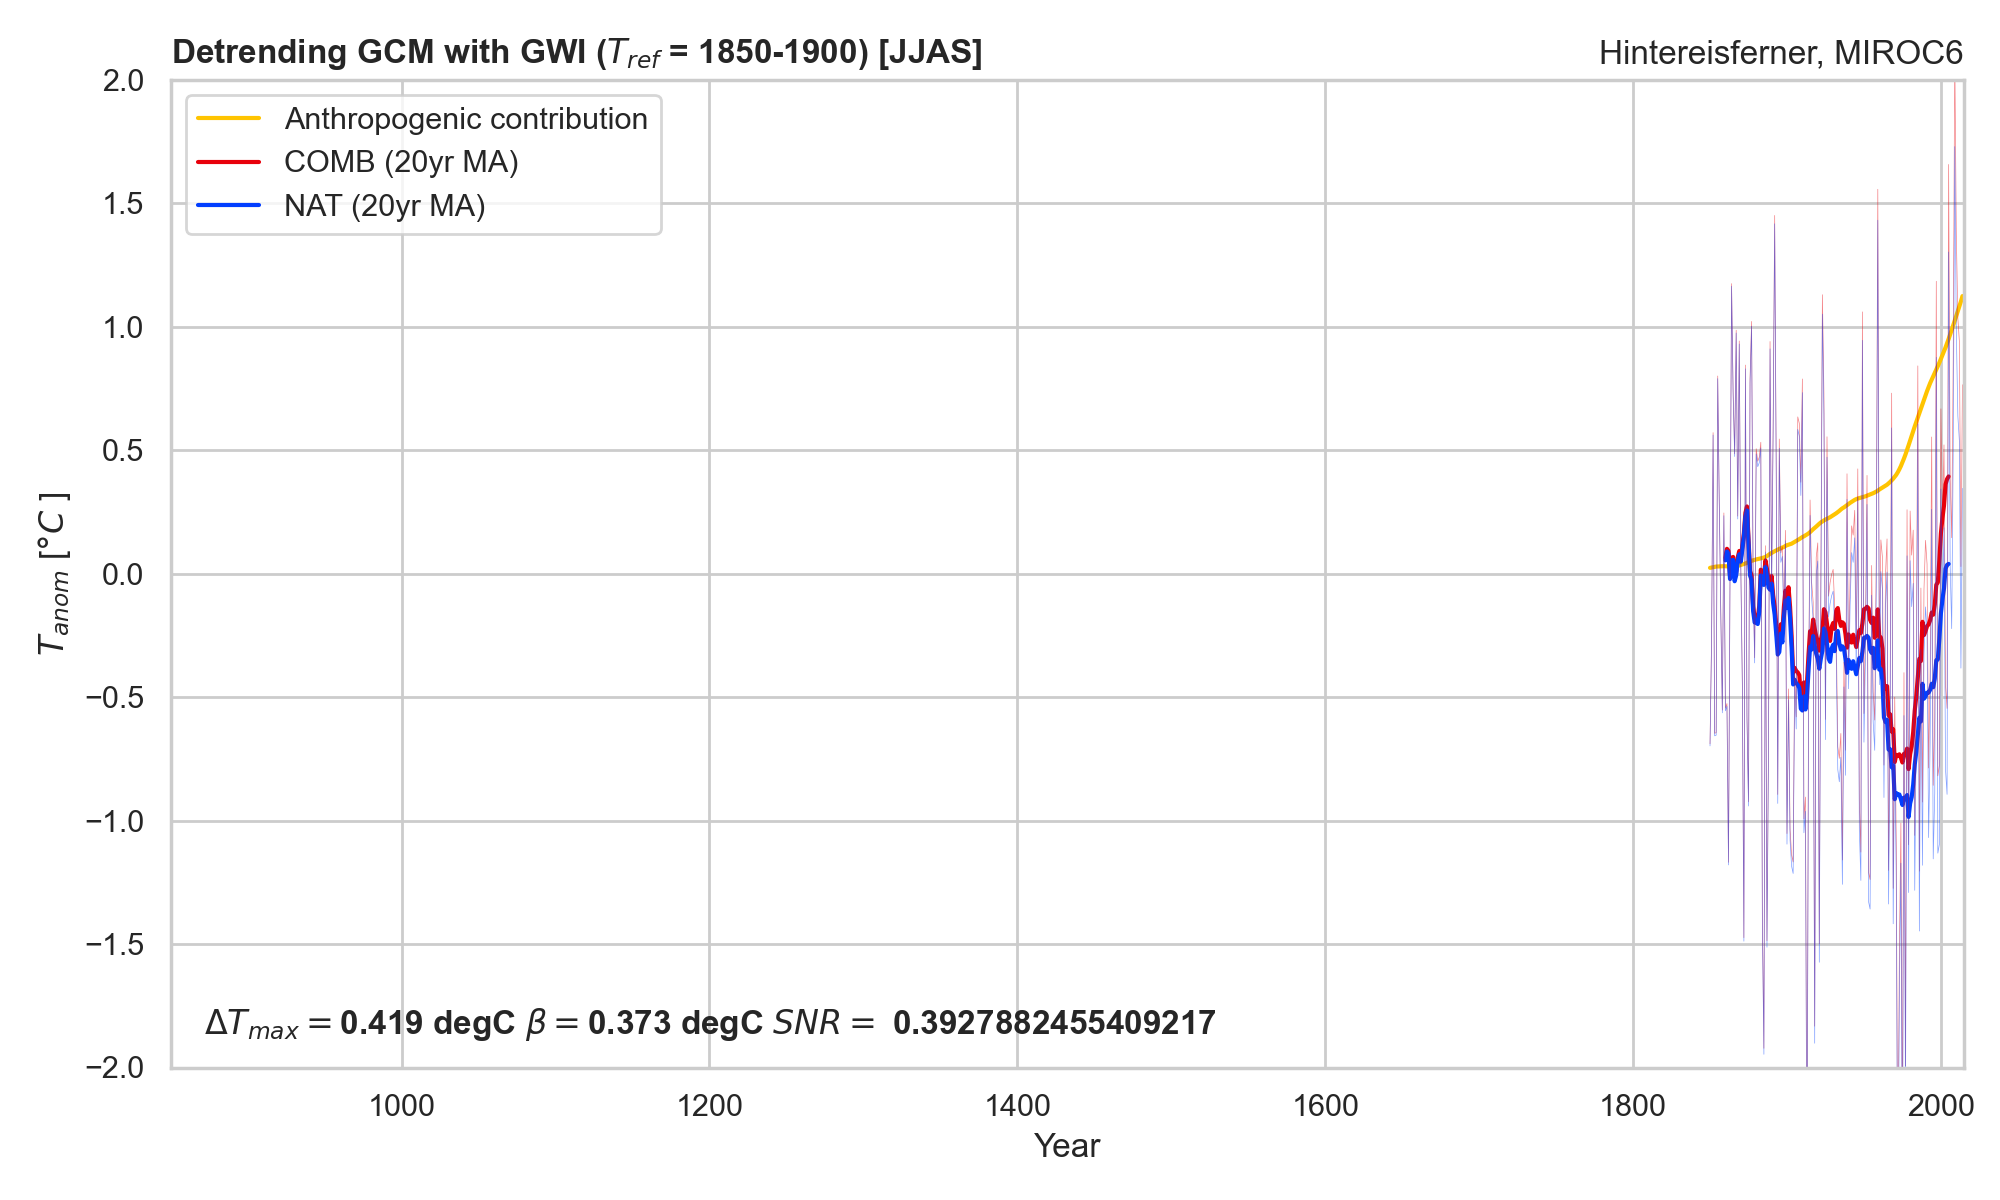 Detrending GCM with GWI (T_ref = 1850-1900) [JJAS]
Hintereisferner, MIROC6
2.0
1.5
1.0
0.5
0.0
−0.5
−1.0
−1.5
−2.0
T_anom [°C ]
Anthropogenic contribution
COMB (20yr MA)
NAT (20yr MA)
ΔT_max = 0.419 degC β = 0.373 degC SNR = 0.3927882455409217
1000 1200 1400 1600 1800 2000
Year